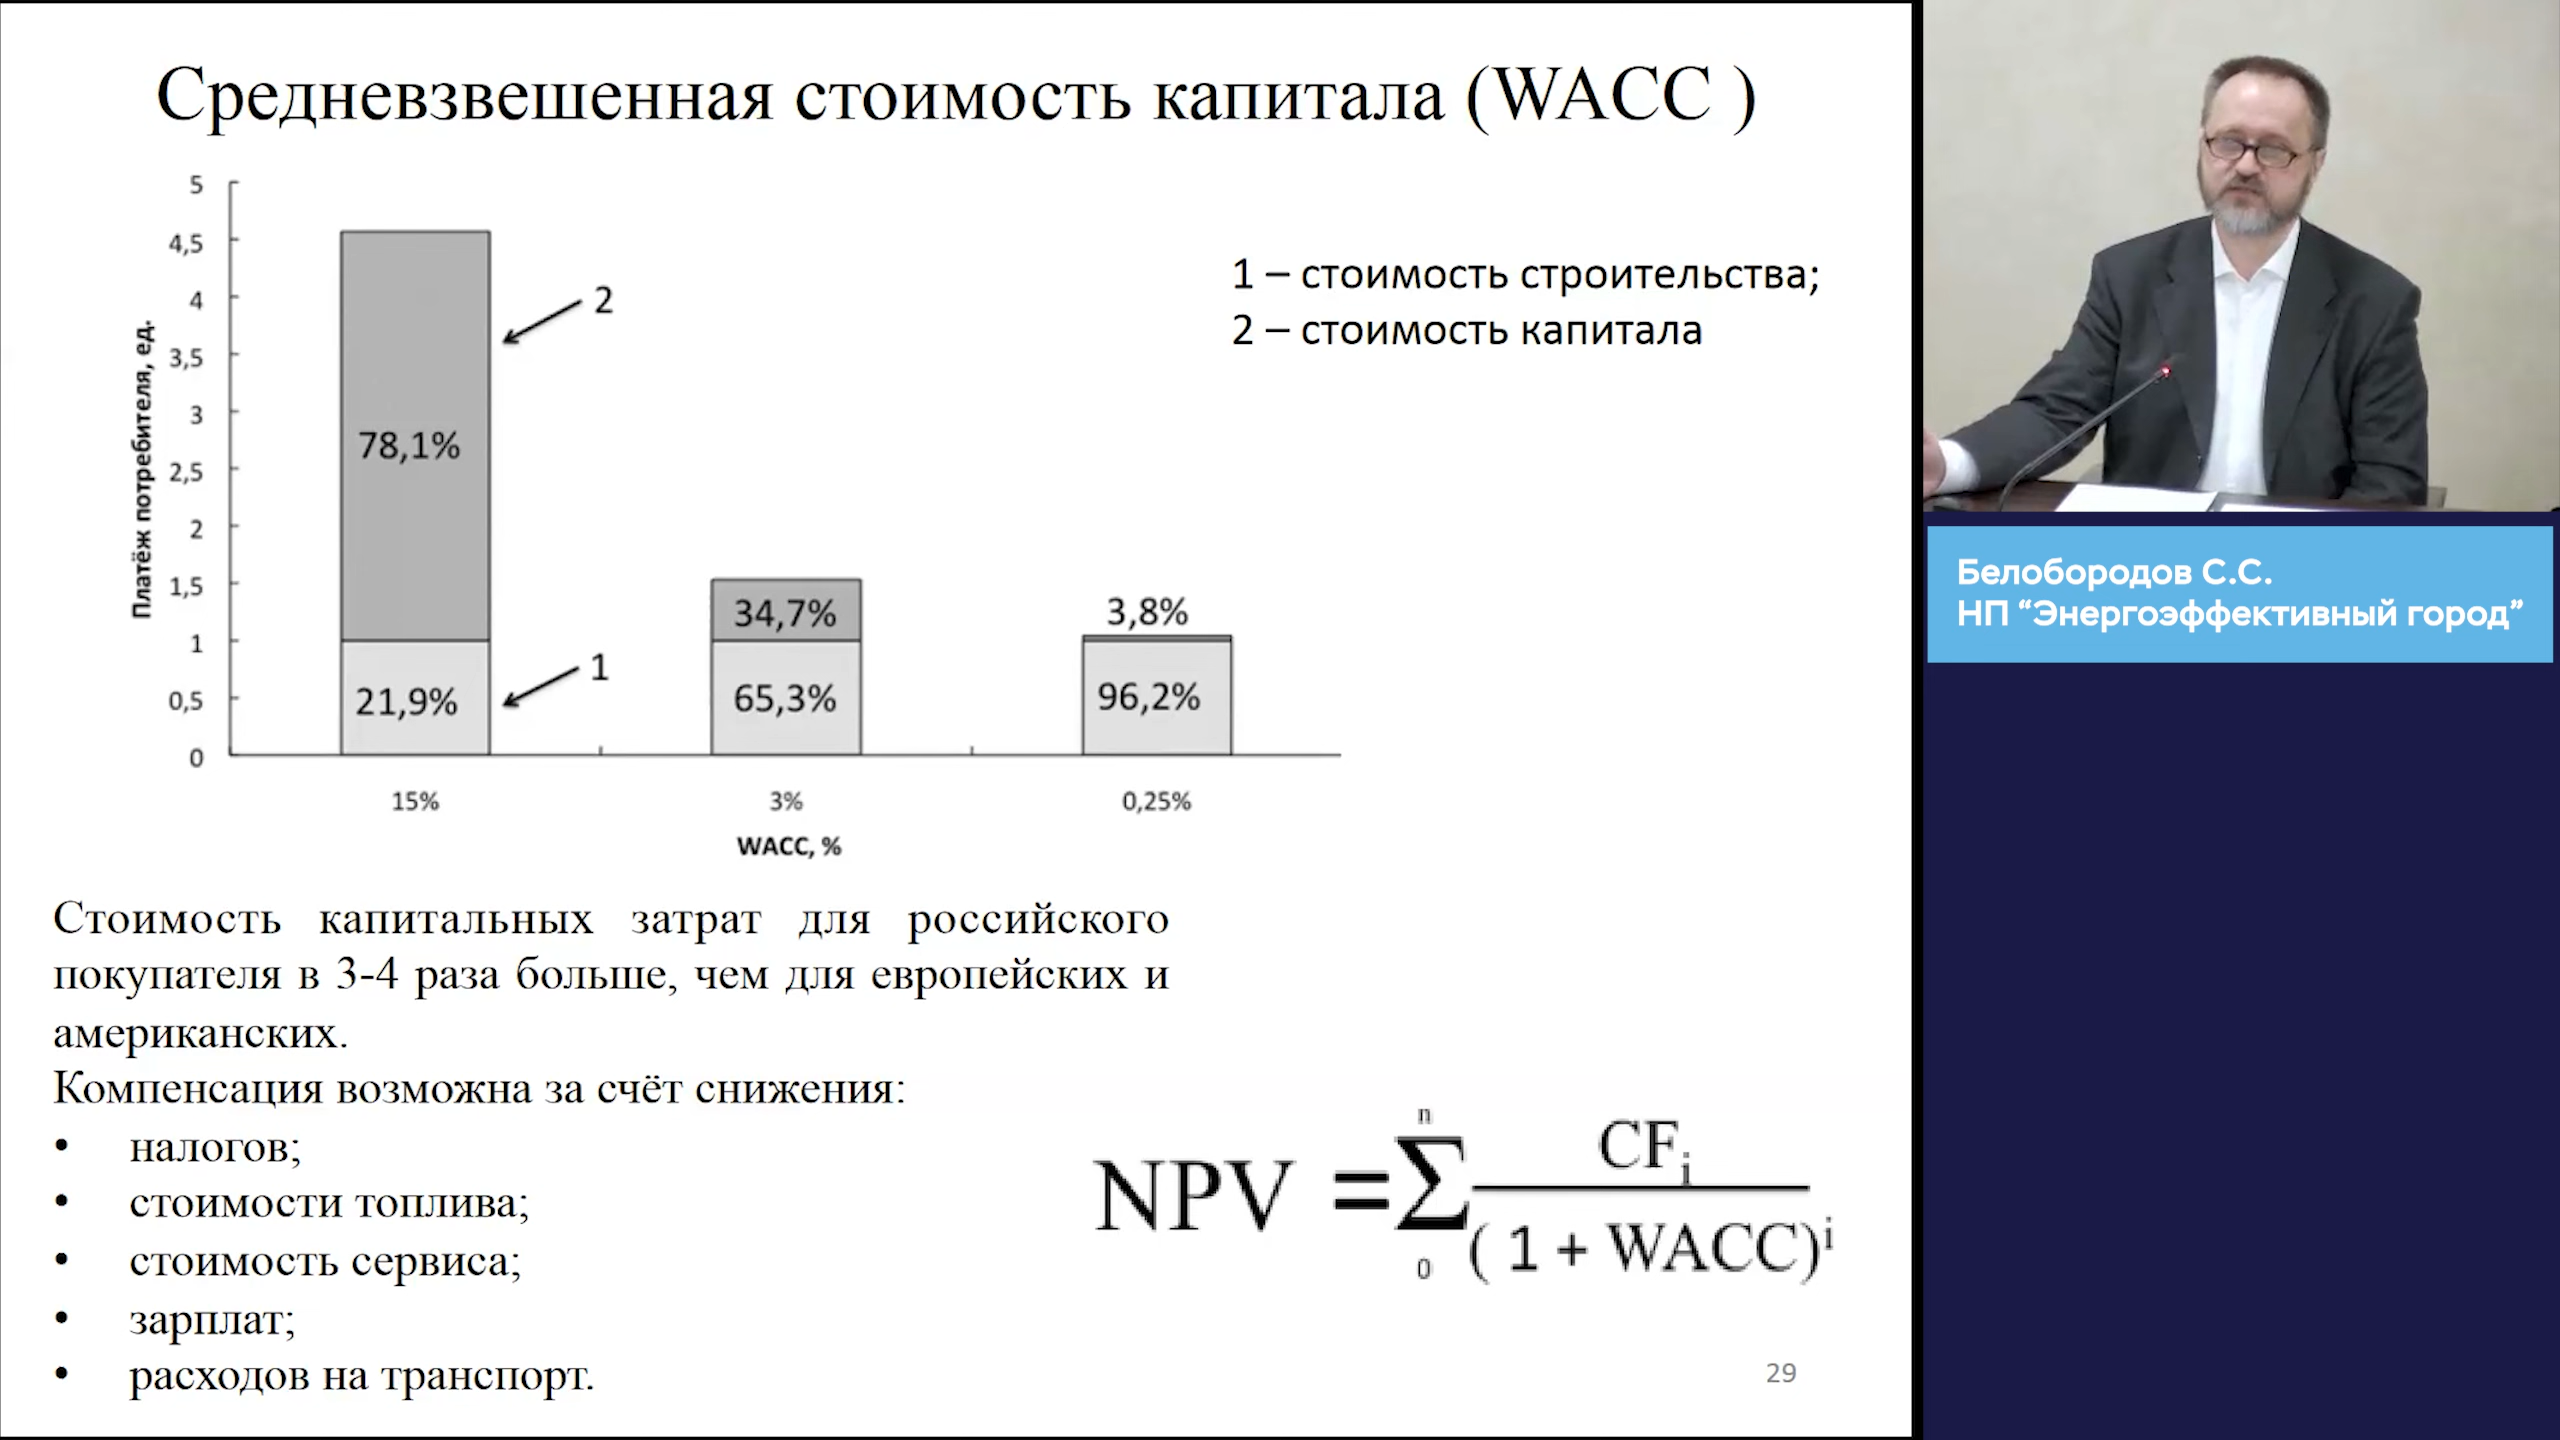 Средневзвешенная стоимость капитала (WACC )
5
4,5
4
3,5
3
2,5
2
1,5
1
0,5
0
Платёж потребителя, ед.
78,1%
21,9%
2
1
34,7%
65,3%
3,8%
96,2%
15%
3%
0,25%
WACC, %
1 – стоимость строительства;
2 – стоимость капитала
Стоимость капитальных затрат для российского
покупателя в 3-4 раза больше, чем для европейских и
американских.
Компенсация возможна за счёт снижения:
• налогов;
• стоимости топлива;
• стоимость сервиса;
• зарплат;
• расходов на транспорт.
n
NPV = Σ CFi
0 ( 1 + WACC)i
29
Белобородов С.С.
НП “Энергоэффективный город”